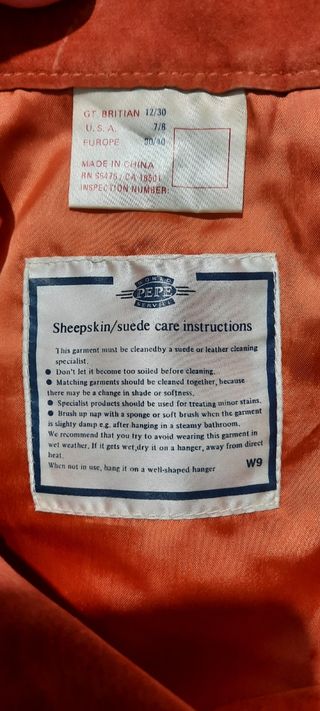 GT. BRITIAN 12/30
U.S.A. 7/8
EUROPE 30/40
MADE IN CHINA
RN 66476 / CA 18501
INSPECTION NUMBER:
WORLD
PEPE
SERVICE
Sheepskin/suede care instructions
This garment must be cleanedby a suede or leather cleaning
specialist.
● Don't let it become too soiled before cleaning.
● Matching garments should be cleaned together, because
there may be a change in shade or softness.
● Specialist products should be used for treating minor stains.
● Brush up nap with a sponge or soft brush when the garment
is slighty damp e.g. after hanging in a steamy bathroom.
We recommend that you try to avoid wearing this garment in
wet weather. If it gets wet,dry it on a hanger, away from direct
heat.
When not in use, hang it on a well-shaped hanger
W9